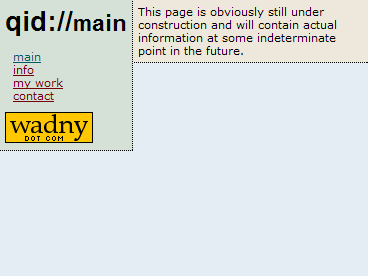 qid://main
main
info
my work
contact
wadny
DOT COM
This page is obviously still under
construction and will contain actual
information at some indeterminate
point in the future.